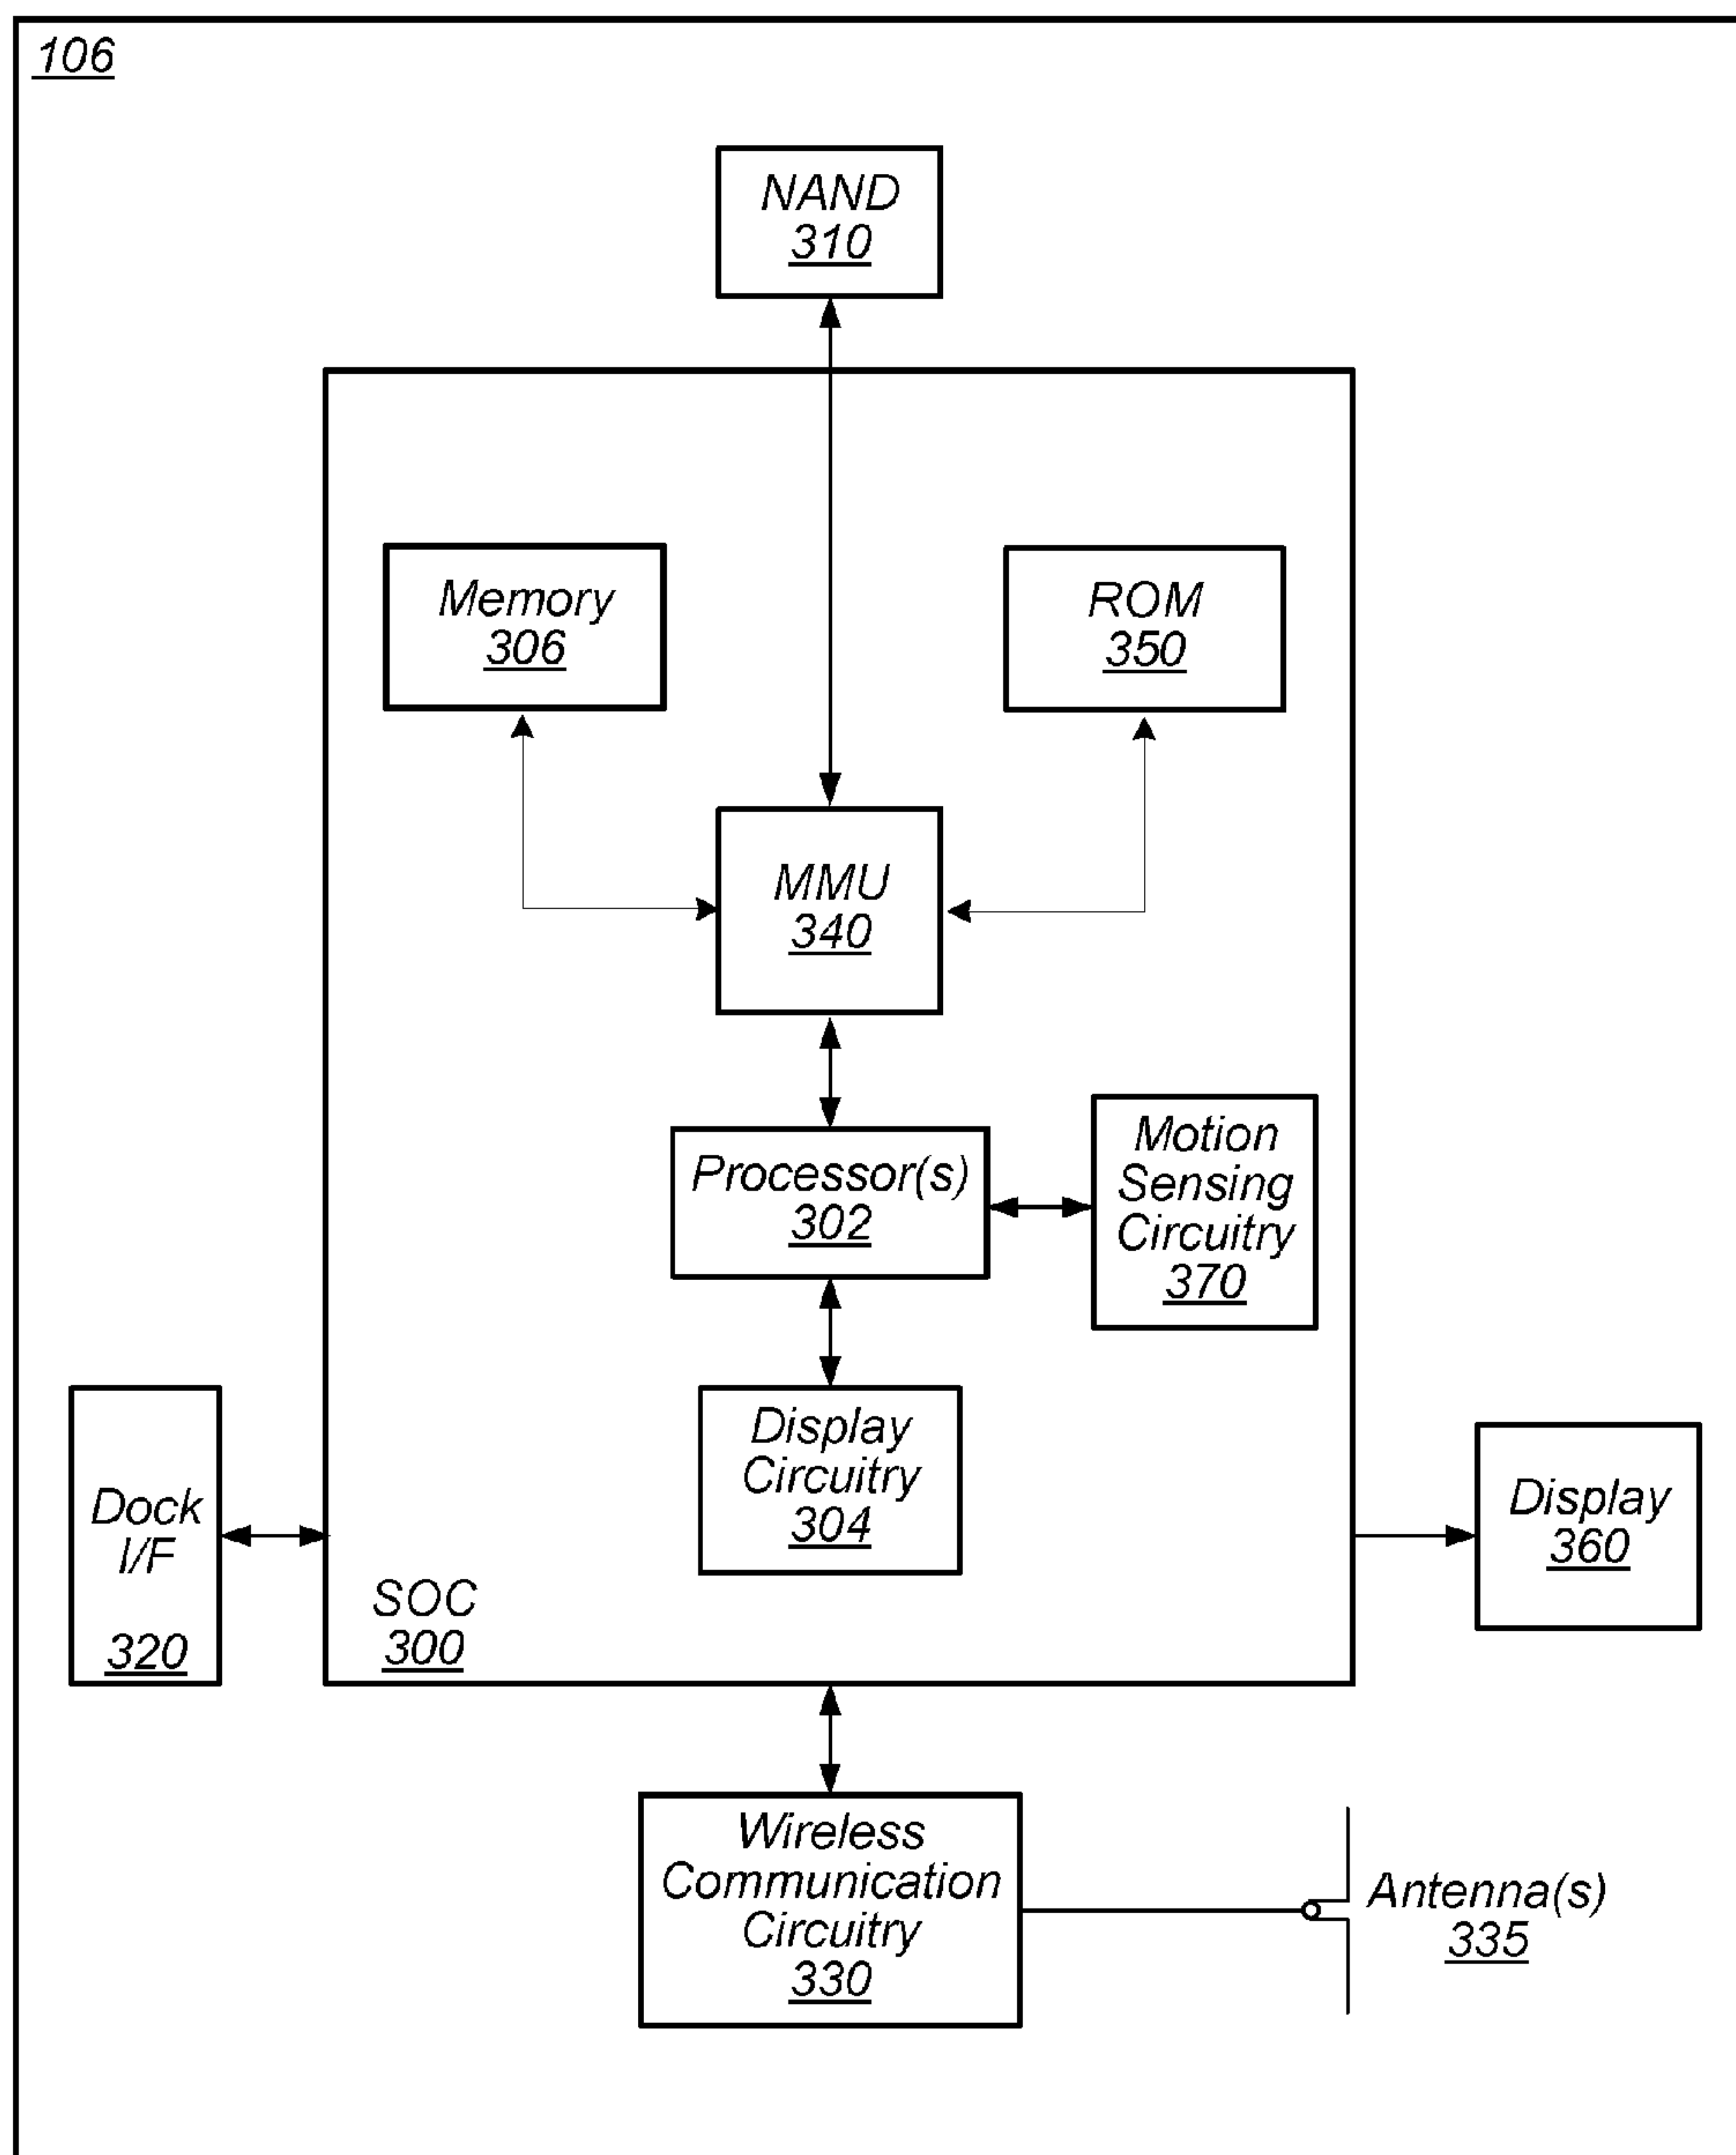 106
NAND
310
Memory
306
ROM
350
MMU
340
Processor(s)
302
Motion
Sensing
Circuitry
370
Display
Circuitry
304
Dock
I/F
320
SOC
300
Display
360
Wireless
Communication
Circuitry
330
Antenna(s)
335